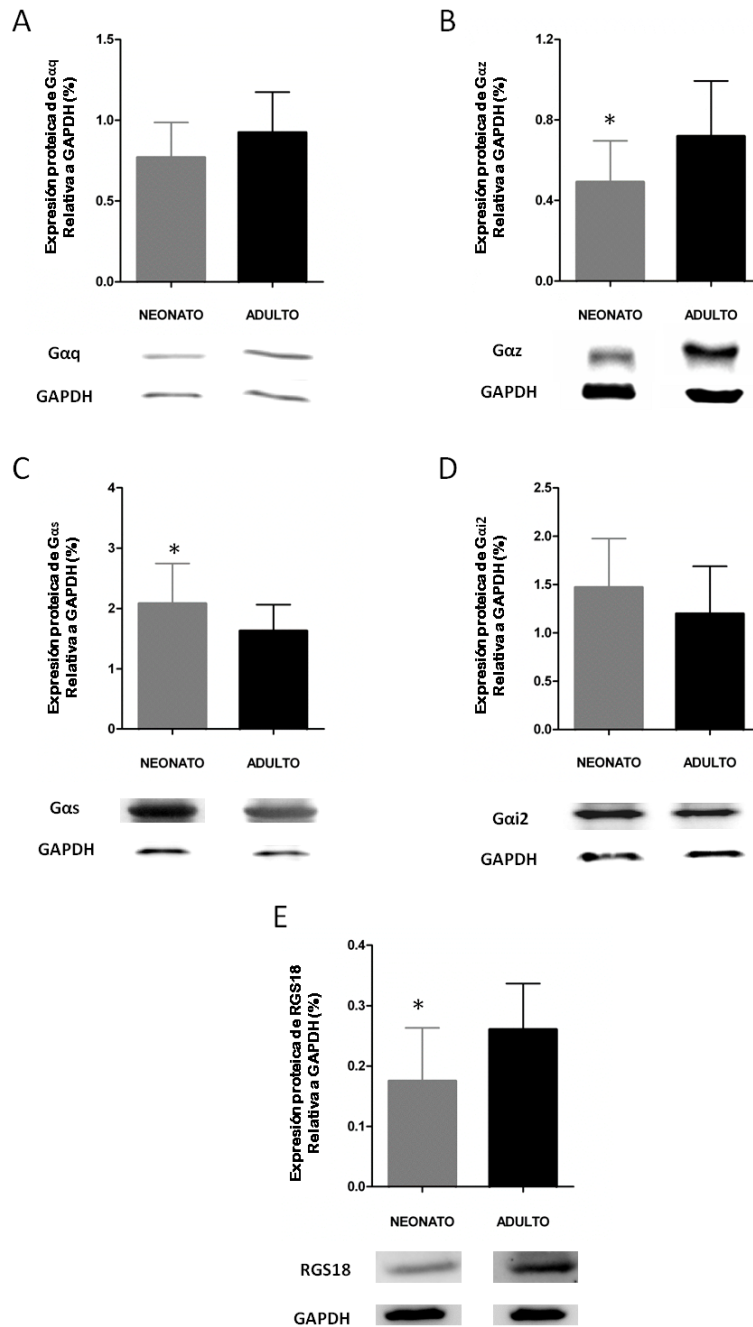 A
Expresión proteica de Gαq
Relativa a GAPDH (%)
1.5
1.0
0.5
0.0
NEONATO ADULTO
Gαq
GAPDH
B
Expresión proteica de Gαz
Relativa a GAPDH (%)
1.2
0.8
0.4
0.0
*
NEONATO ADULTO
Gαz
GAPDH
C
Expresión proteica de Gαs
Relativa a GAPDH (%)
4
3
2
1
0
*
NEONATO ADULTO
Gαs
GAPDH
D
Expresión proteica de Gαi2
Relativa a GAPDH (%)
2.5
2.0
1.5
1.0
0.5
0.0
NEONATO ADULTO
Gαi2
GAPDH
E
Expresión proteica de RGS18
Relativa a GAPDH (%)
0.4
0.3
0.2
0.1
0.0
*
NEONATO ADULTO
RGS18
GAPDH